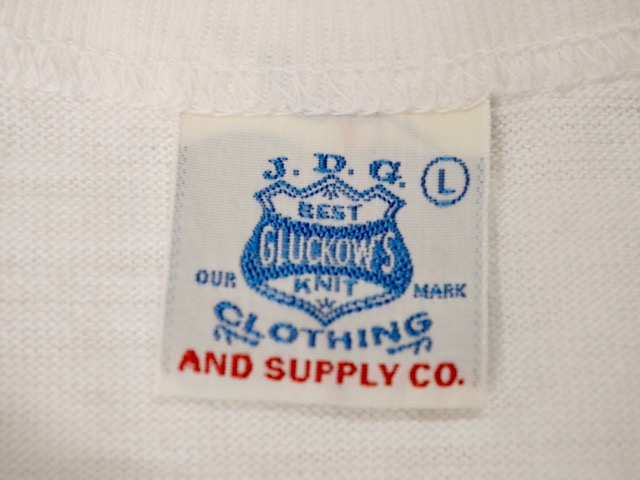 J. D. G.
L
BEST
GLUCKOW'S
KNIT
OUR MARK
CLOTHING
AND SUPPLY CO.